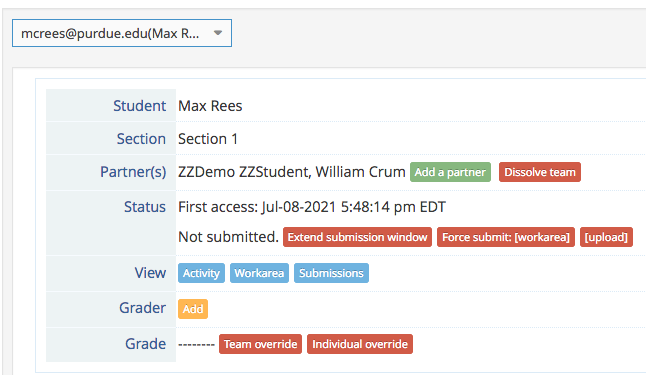 mcrees@purdue.edu(Max R...
Student Max Rees
Section Section 1
Partner(s) ZZDemo ZZStudent, William Crum Add a partner Dissolve team
Status First access: Jul-08-2021 5:48:14 pm EDT
Not submitted. Extend submission window Force submit: [workarea] [upload]
View Activity Workarea Submissions
Grader Add
Grade -------- Team override Individual override